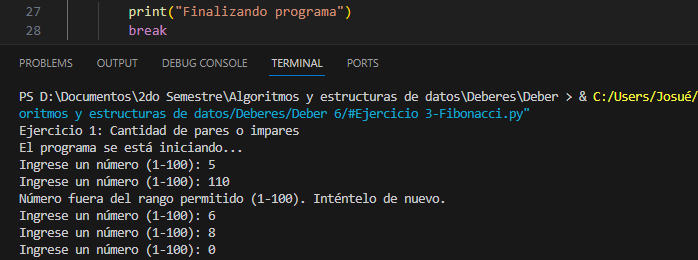 27 print("Finalizando programa")
28 break
PROBLEMS OUTPUT DEBUG CONSOLE TERMINAL PORTS
PS D:\Documentos\2do Semestre\Algoritmos y estructuras de datos\Deberes\Deber > & C:/Users/Josué/
oritmos y estructuras de datos/Deberes/Deber 6/#Ejercicio 3-Fibonacci.py"
Ejercicio 1: Cantidad de pares o impares
El programa se está iniciando...
Ingrese un número (1-100): 5
Ingrese un número (1-100): 110
Número fuera del rango permitido (1-100). Inténtelo de nuevo.
Ingrese un número (1-100): 6
Ingrese un número (1-100): 8
Ingrese un número (1-100): 0